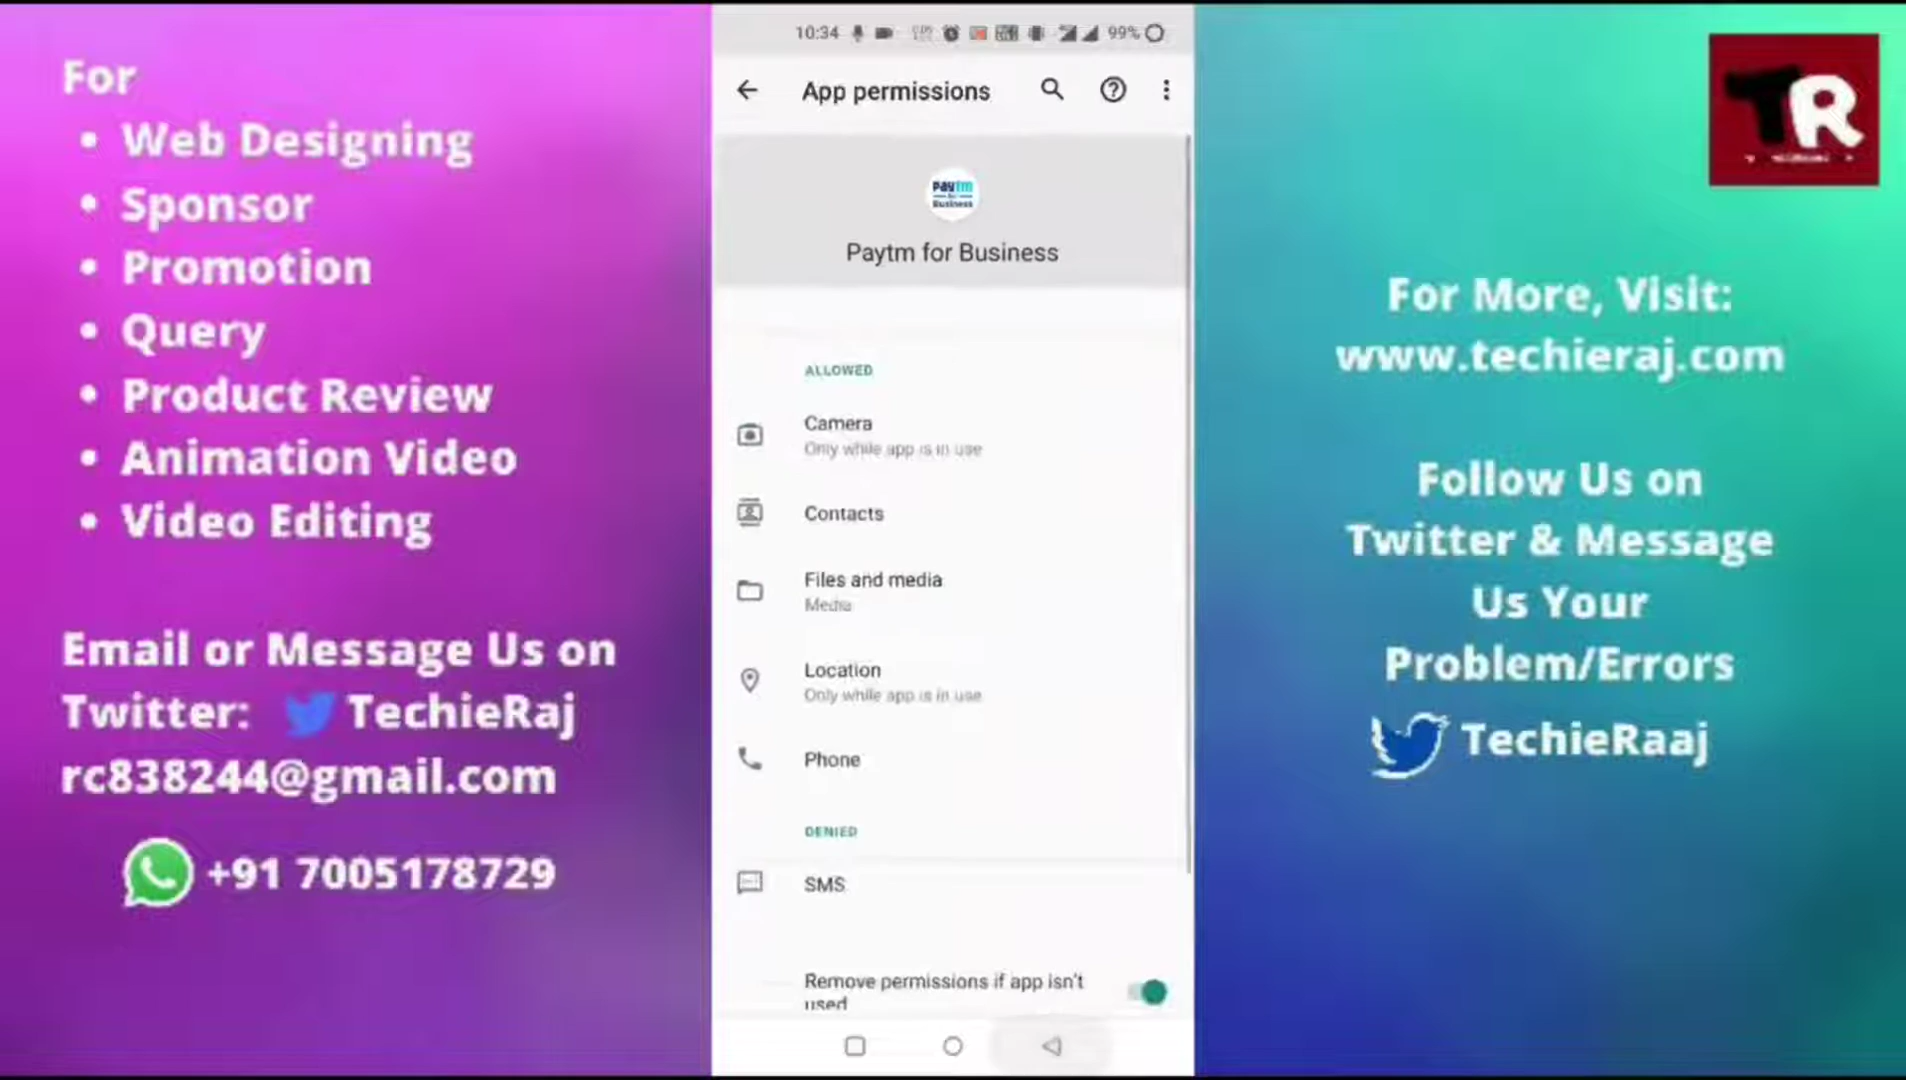 For
• Web Designing
• Sponsor
• Promotion
• Query
• Product Review
• Animation Video
• Video Editing
Email or Message Us on
Twitter: TechieRaj
rc838244@gmail.com
+91 7005178729
10:34
99%
App permissions
paytm
Business
Paytm for Business
ALLOWED
Camera
Only while app is in use
Contacts
Files and media
Media
Location
Only while app is in use
Phone
DENIED
SMS
Remove permissions if app isn't
used
TR
For More, Visit:
www.techieraj.com
Follow Us on
Twitter & Message
Us Your
Problem/Errors
TechieRaaj